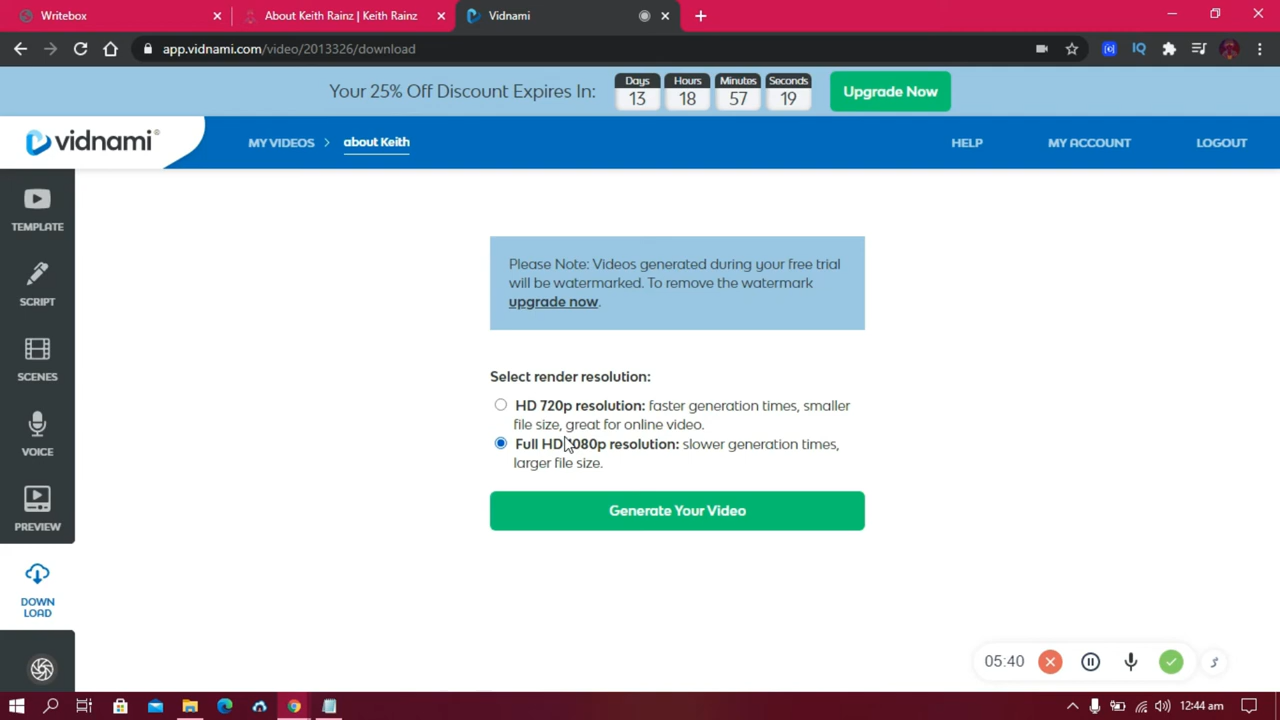 Writebox
About Keith Rainz | Keith Rainz
Vidnami
app.vidnami.com/video/2013326/download
Your 25% Off Discount Expires In:
Days Hours Minutes Seconds
13 18 57 19
Upgrade Now
vidnami®
MY VIDEOS > about Keith
HELP
MY ACCOUNT
LOGOUT
TEMPLATE
SCRIPT
SCENES
VOICE
PREVIEW
DOWN
LOAD
Please Note: Videos generated during your free trial
will be watermarked. To remove the watermark
upgrade now.
Select render resolution:
HD 720p resolution: faster generation times, smaller
file size, great for online video.
Full HD 1080p resolution: slower generation times,
larger file size.
Generate Your Video
05:40
12:44 am